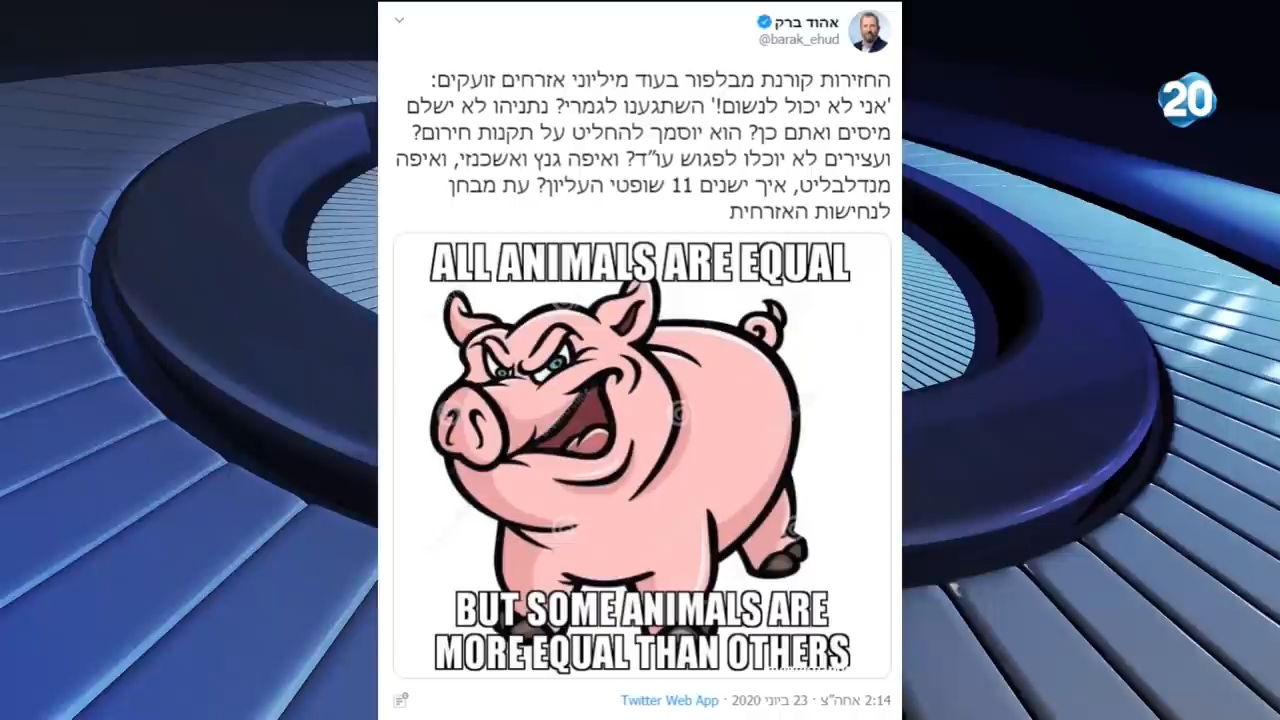 אהוד ברק
@barak_ehud
החזירות קורנת מבלפור בעוד מיליוני אזרחים זועקים:
'אני לא יכול לנשום!' השתגענו לגמרי? נתניהו לא ישלם
מיסים ואתם כן? הוא יוסמך להחליט על תקנות חירום?
ועצירים לא יוכלו לפגוש עו"ד? ואיפה גנץ ואשכנזי, ואיפה
מנדלבליט, איך ישנים 11 שופטי העליון? עת מבחן
לנחישות האזרחית
20
ALL ANIMALS ARE EQUAL
BUT SOME ANIMALS ARE
MORE EQUAL THAN OTHERS
2:14 אחה"צ · 23 ביוני 2020 · Twitter Web App